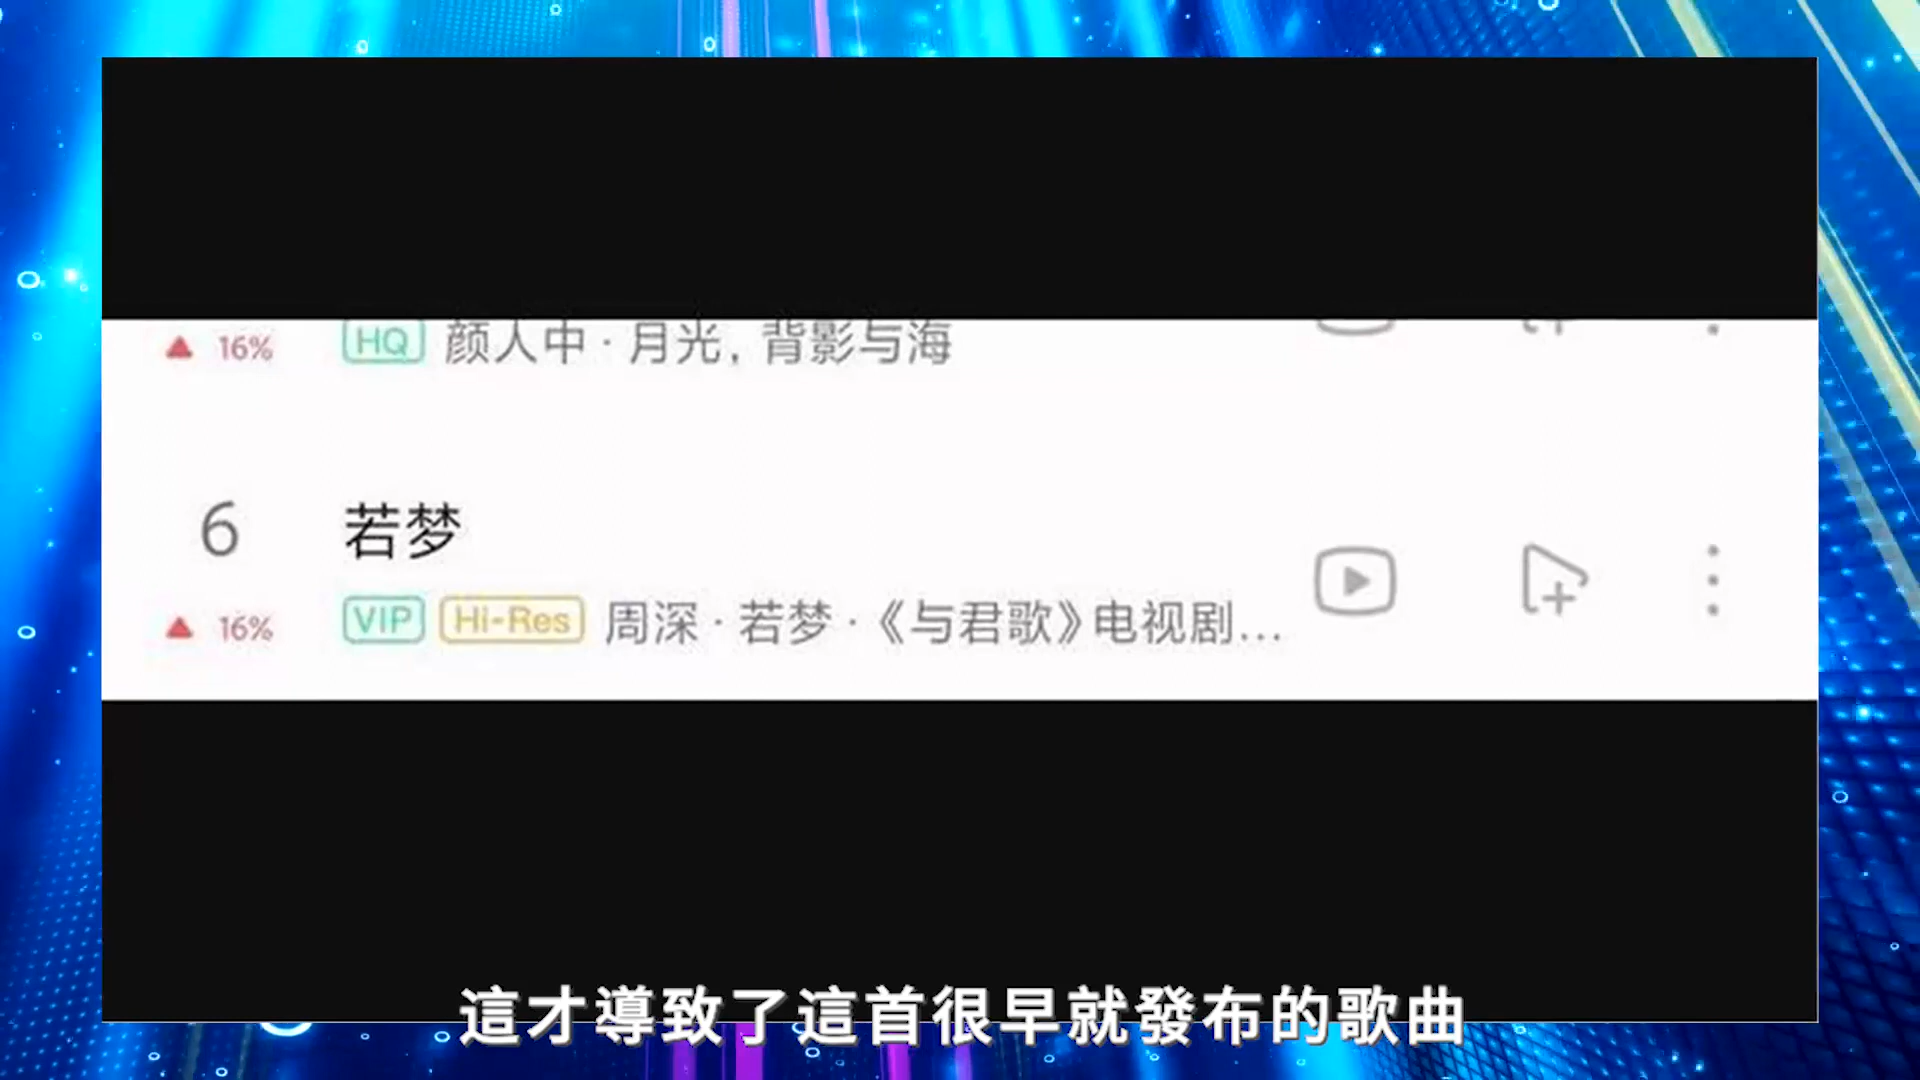 16% HQ 颜人中 · 月光，背影与海
6 若梦
16% VIP Hi-Res 周深 · 若梦 ·《与君歌》电视剧...
這才導致了這首很早就發布的歌曲